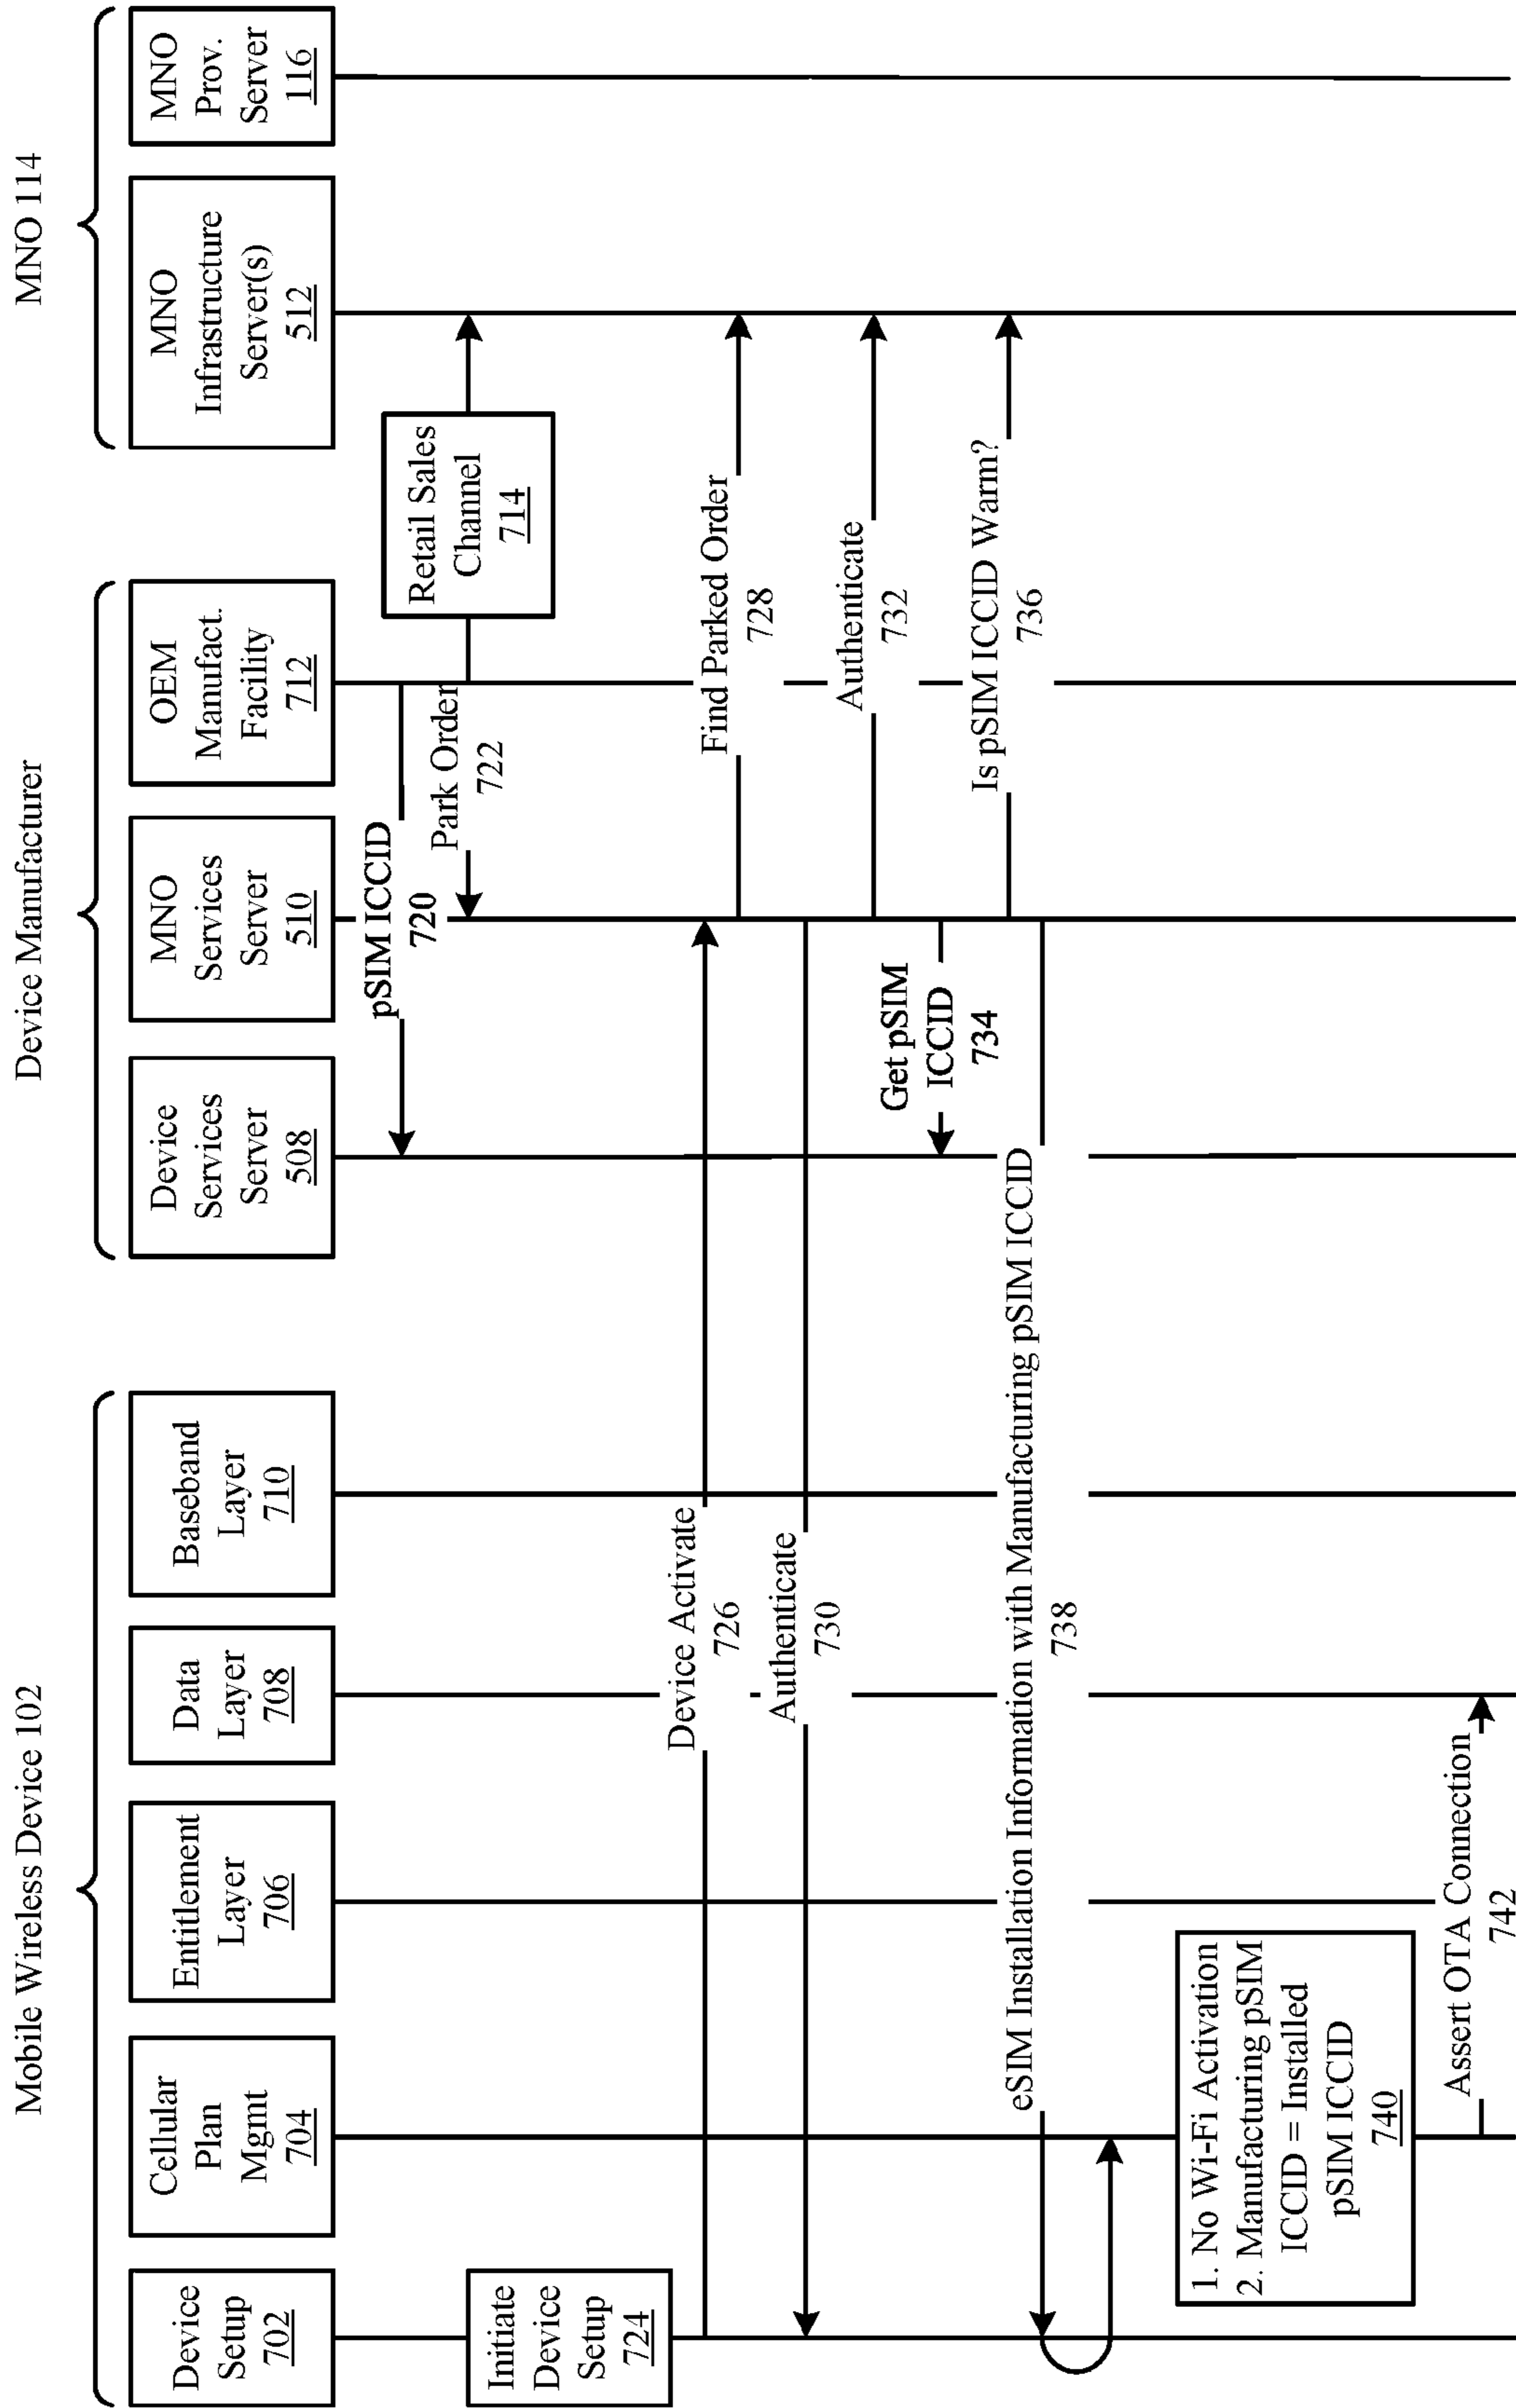 Mobile Wireless Device 102
Device Manufacturer
MNO 114
Device
Setup
702
Cellular
Plan
Mgmt
704
Entitlement
Layer
706
Data
Layer
708
Baseband
Layer
710
Device
Services
Server
508
MNO
Services
Server
510
OEM
Manufact.
Facility
712
MNO
Infrastructure
Server(s)
512
MNO
Prov.
Server
116
pSIM ICCID
720
Retail Sales
Channel
714
Park Order
722
Initiate
Device
Setup
724
Device Activate
726
Find Parked Order
728
Authenticate
730
Authenticate
732
Get pSIM
ICCID
734
Is pSIM ICCID Warm?
736
eSIM Installation Information with Manufacturing pSIM ICCID
738
1. No Wi-Fi Activation
2. Manufacturing pSIM
ICCID = Installed
pSIM ICCID
740
Assert OTA Connection
742